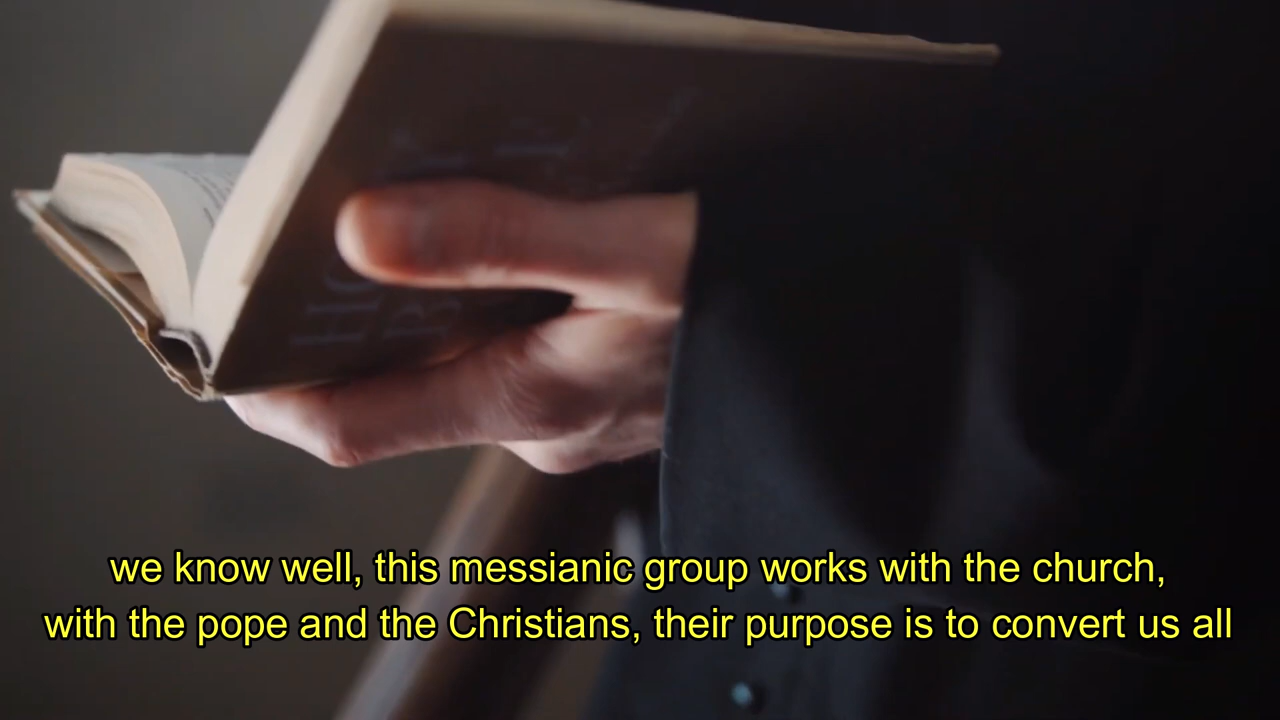 we know well, this messianic group works with the church,
with the pope and the Christians, their purpose is to convert us all